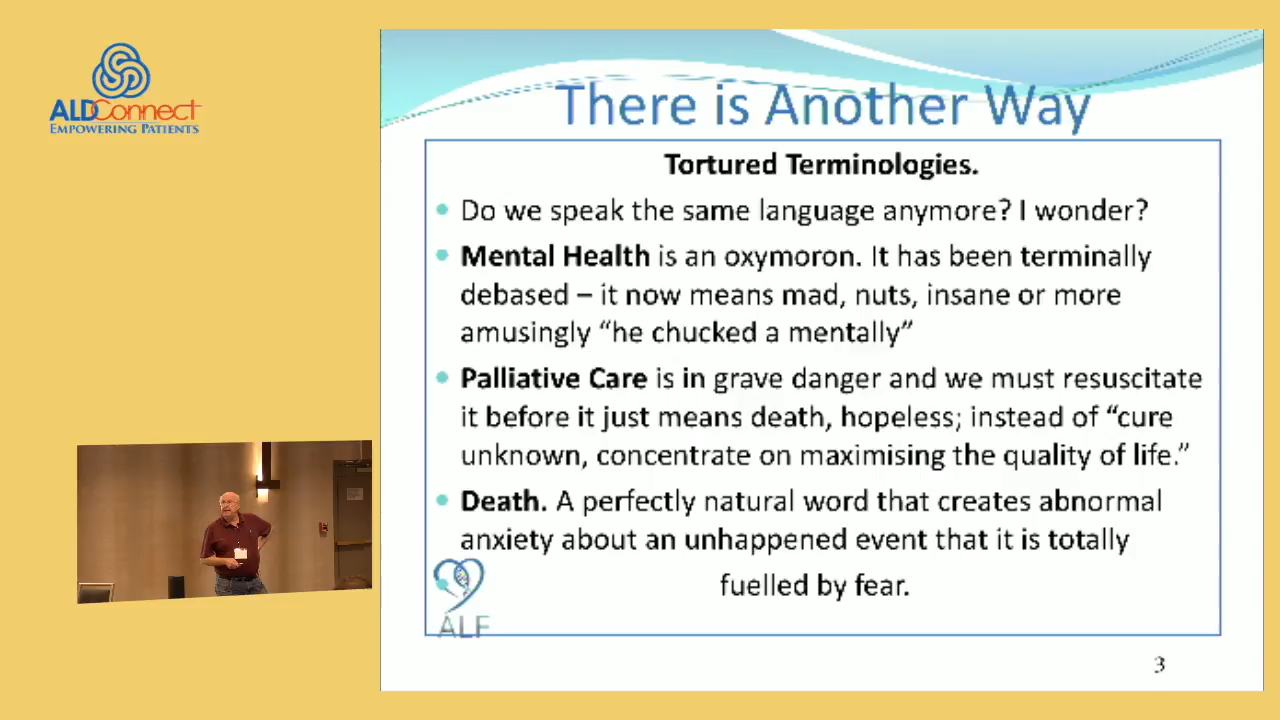 ALDConnect
EMPOWERING PATIENTS
There is Another Way
Tortured Terminologies.
Do we speak the same language anymore? I wonder?
Mental Health is an oxymoron. It has been terminally
debased – it now means mad, nuts, insane or more
amusingly “he chucked a mentally”
Palliative Care is in grave danger and we must resuscitate
it before it just means death, hopeless; instead of “cure
unknown, concentrate on maximising the quality of life.”
Death. A perfectly natural word that creates abnormal
anxiety about an unhappened event that it is totally
fuelled by fear.
ALF
3